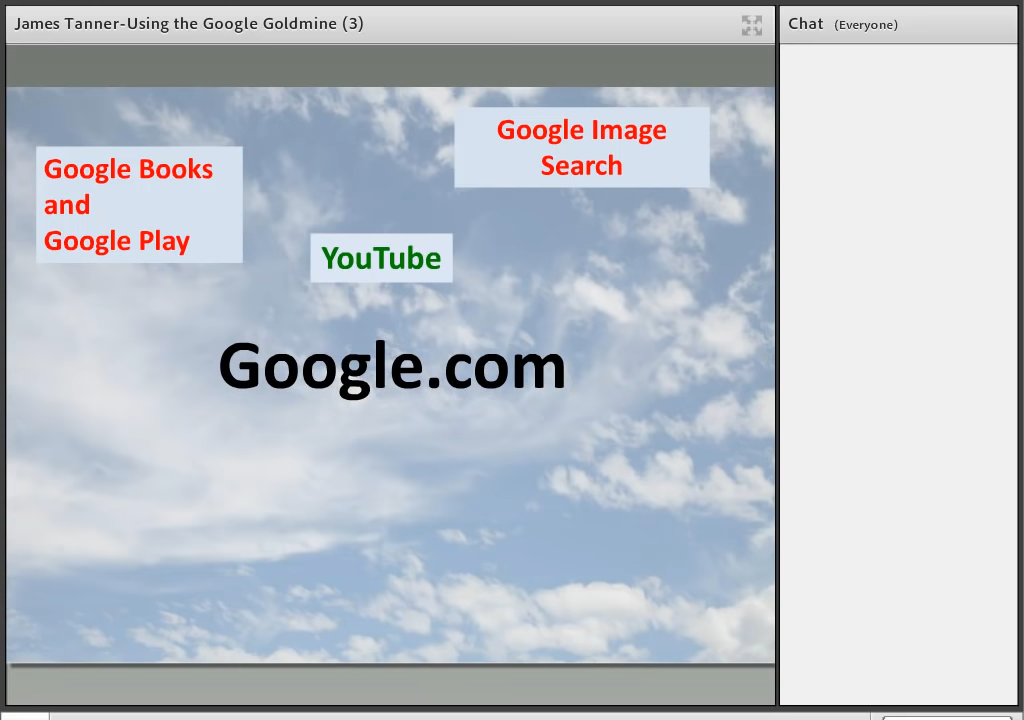 James Tanner-Using the Google Goldmine (3)
Chat (Everyone)
Google Image
Search
Google Books
and
Google Play
YouTube
Google.com